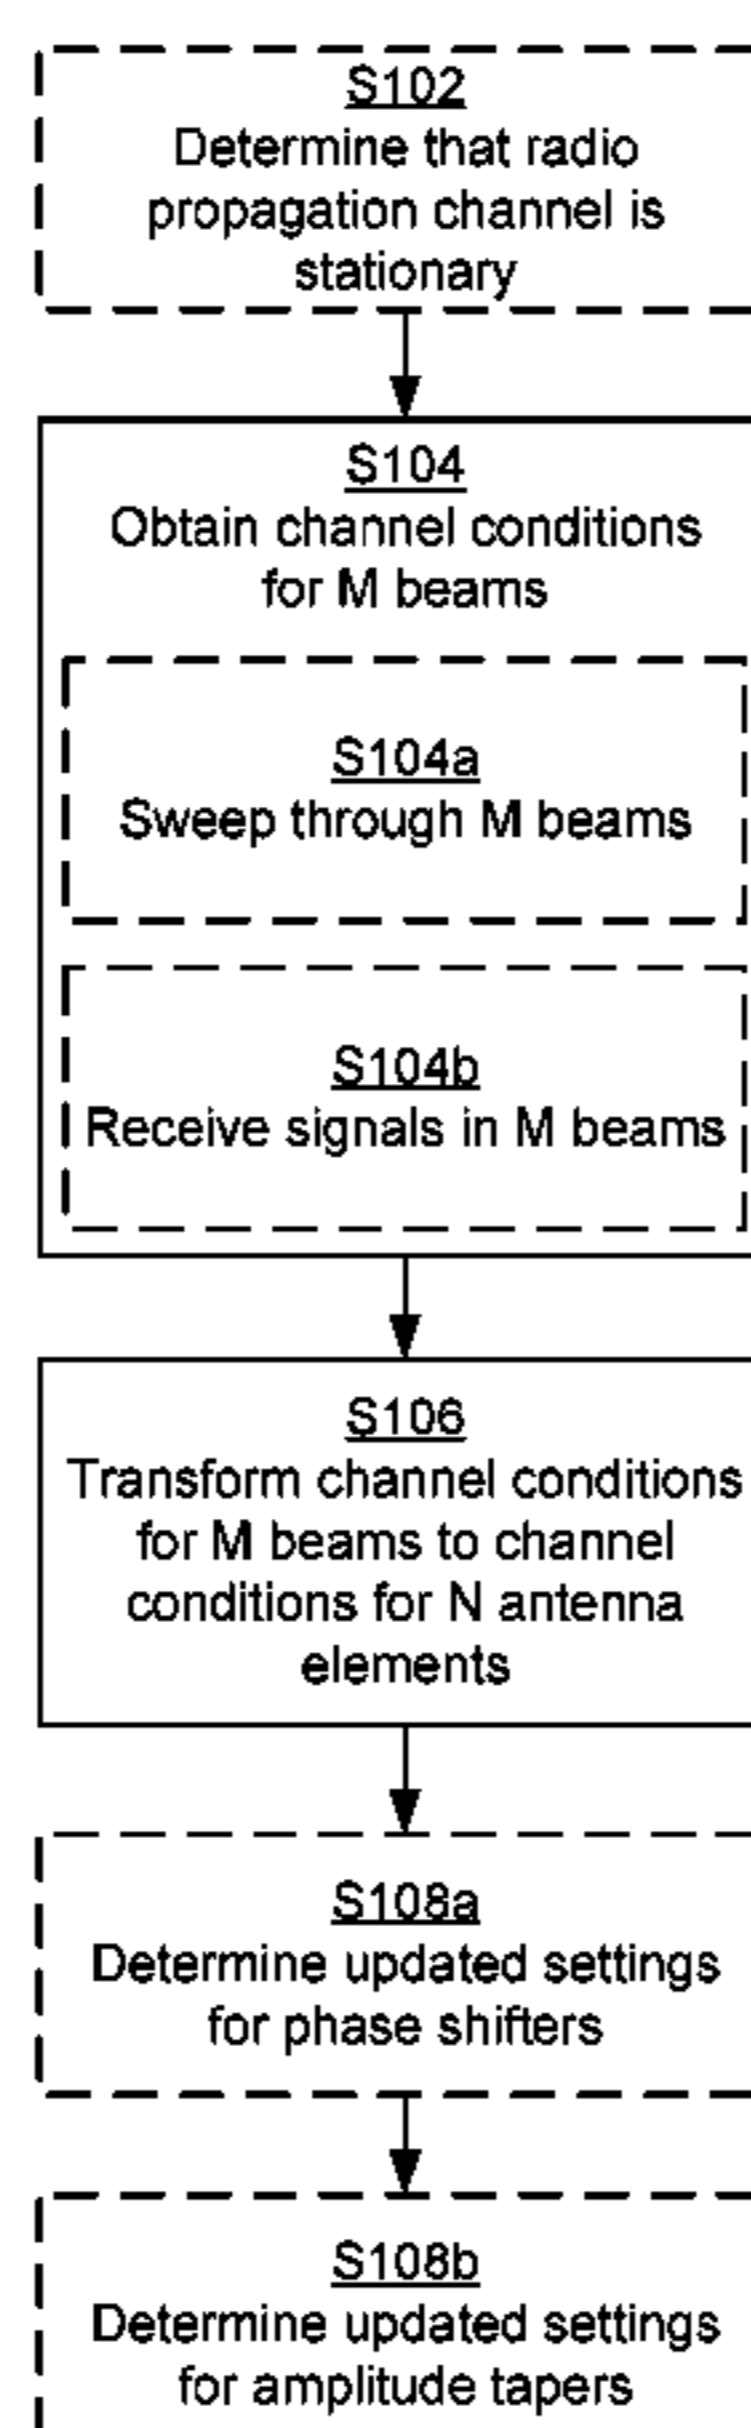 S102
Determine that radio
propagation channel is
stationary
S104
Obtain channel conditions
for M beams
S104a
Sweep through M beams
S104b
Receive signals in M beams
S106
Transform channel conditions
for M beams to channel
conditions for N antenna
elements
S108a
Determine updated settings
for phase shifters
S108b
Determine updated settings
for amplitude tapers